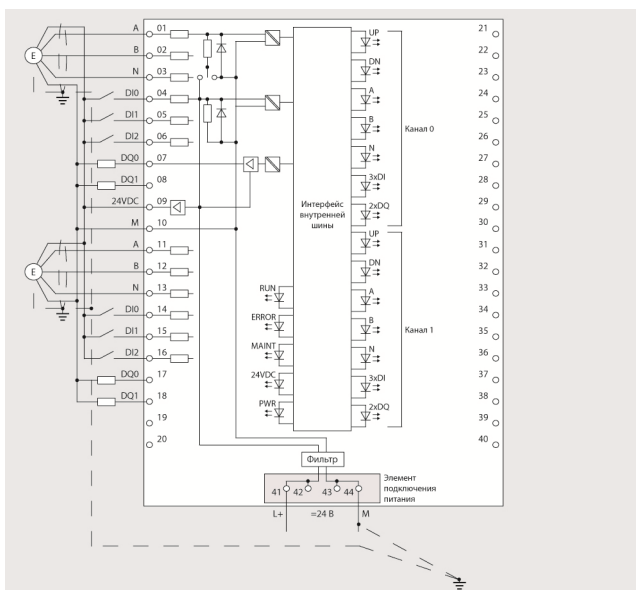 A 01 UP 21
B 02 22
E
N 03 DN 23
DI0 04 A 24
DI1 05 25
B Канал 0
DI2 06 26
DQ0 07 N 27
DQ1 08 3xDI 28
24VDC 09 Интерфейс 2xDQ 29
внутренней
M 10 шины 30
A 11 UP 31
E
B 12 DN 32
N 13 RUN A 33
DI0 14 ERROR B 34
DI1 15 Канал 1 35
DI2 16 MAINT N 36
DQ0 17 24VDC 3xDI 37
DQ1 18 PWR 2xDQ 38
19 39
20 40
Фильтр
Элемент
подключения
питания
41 42 43 44
L+ =24 В M